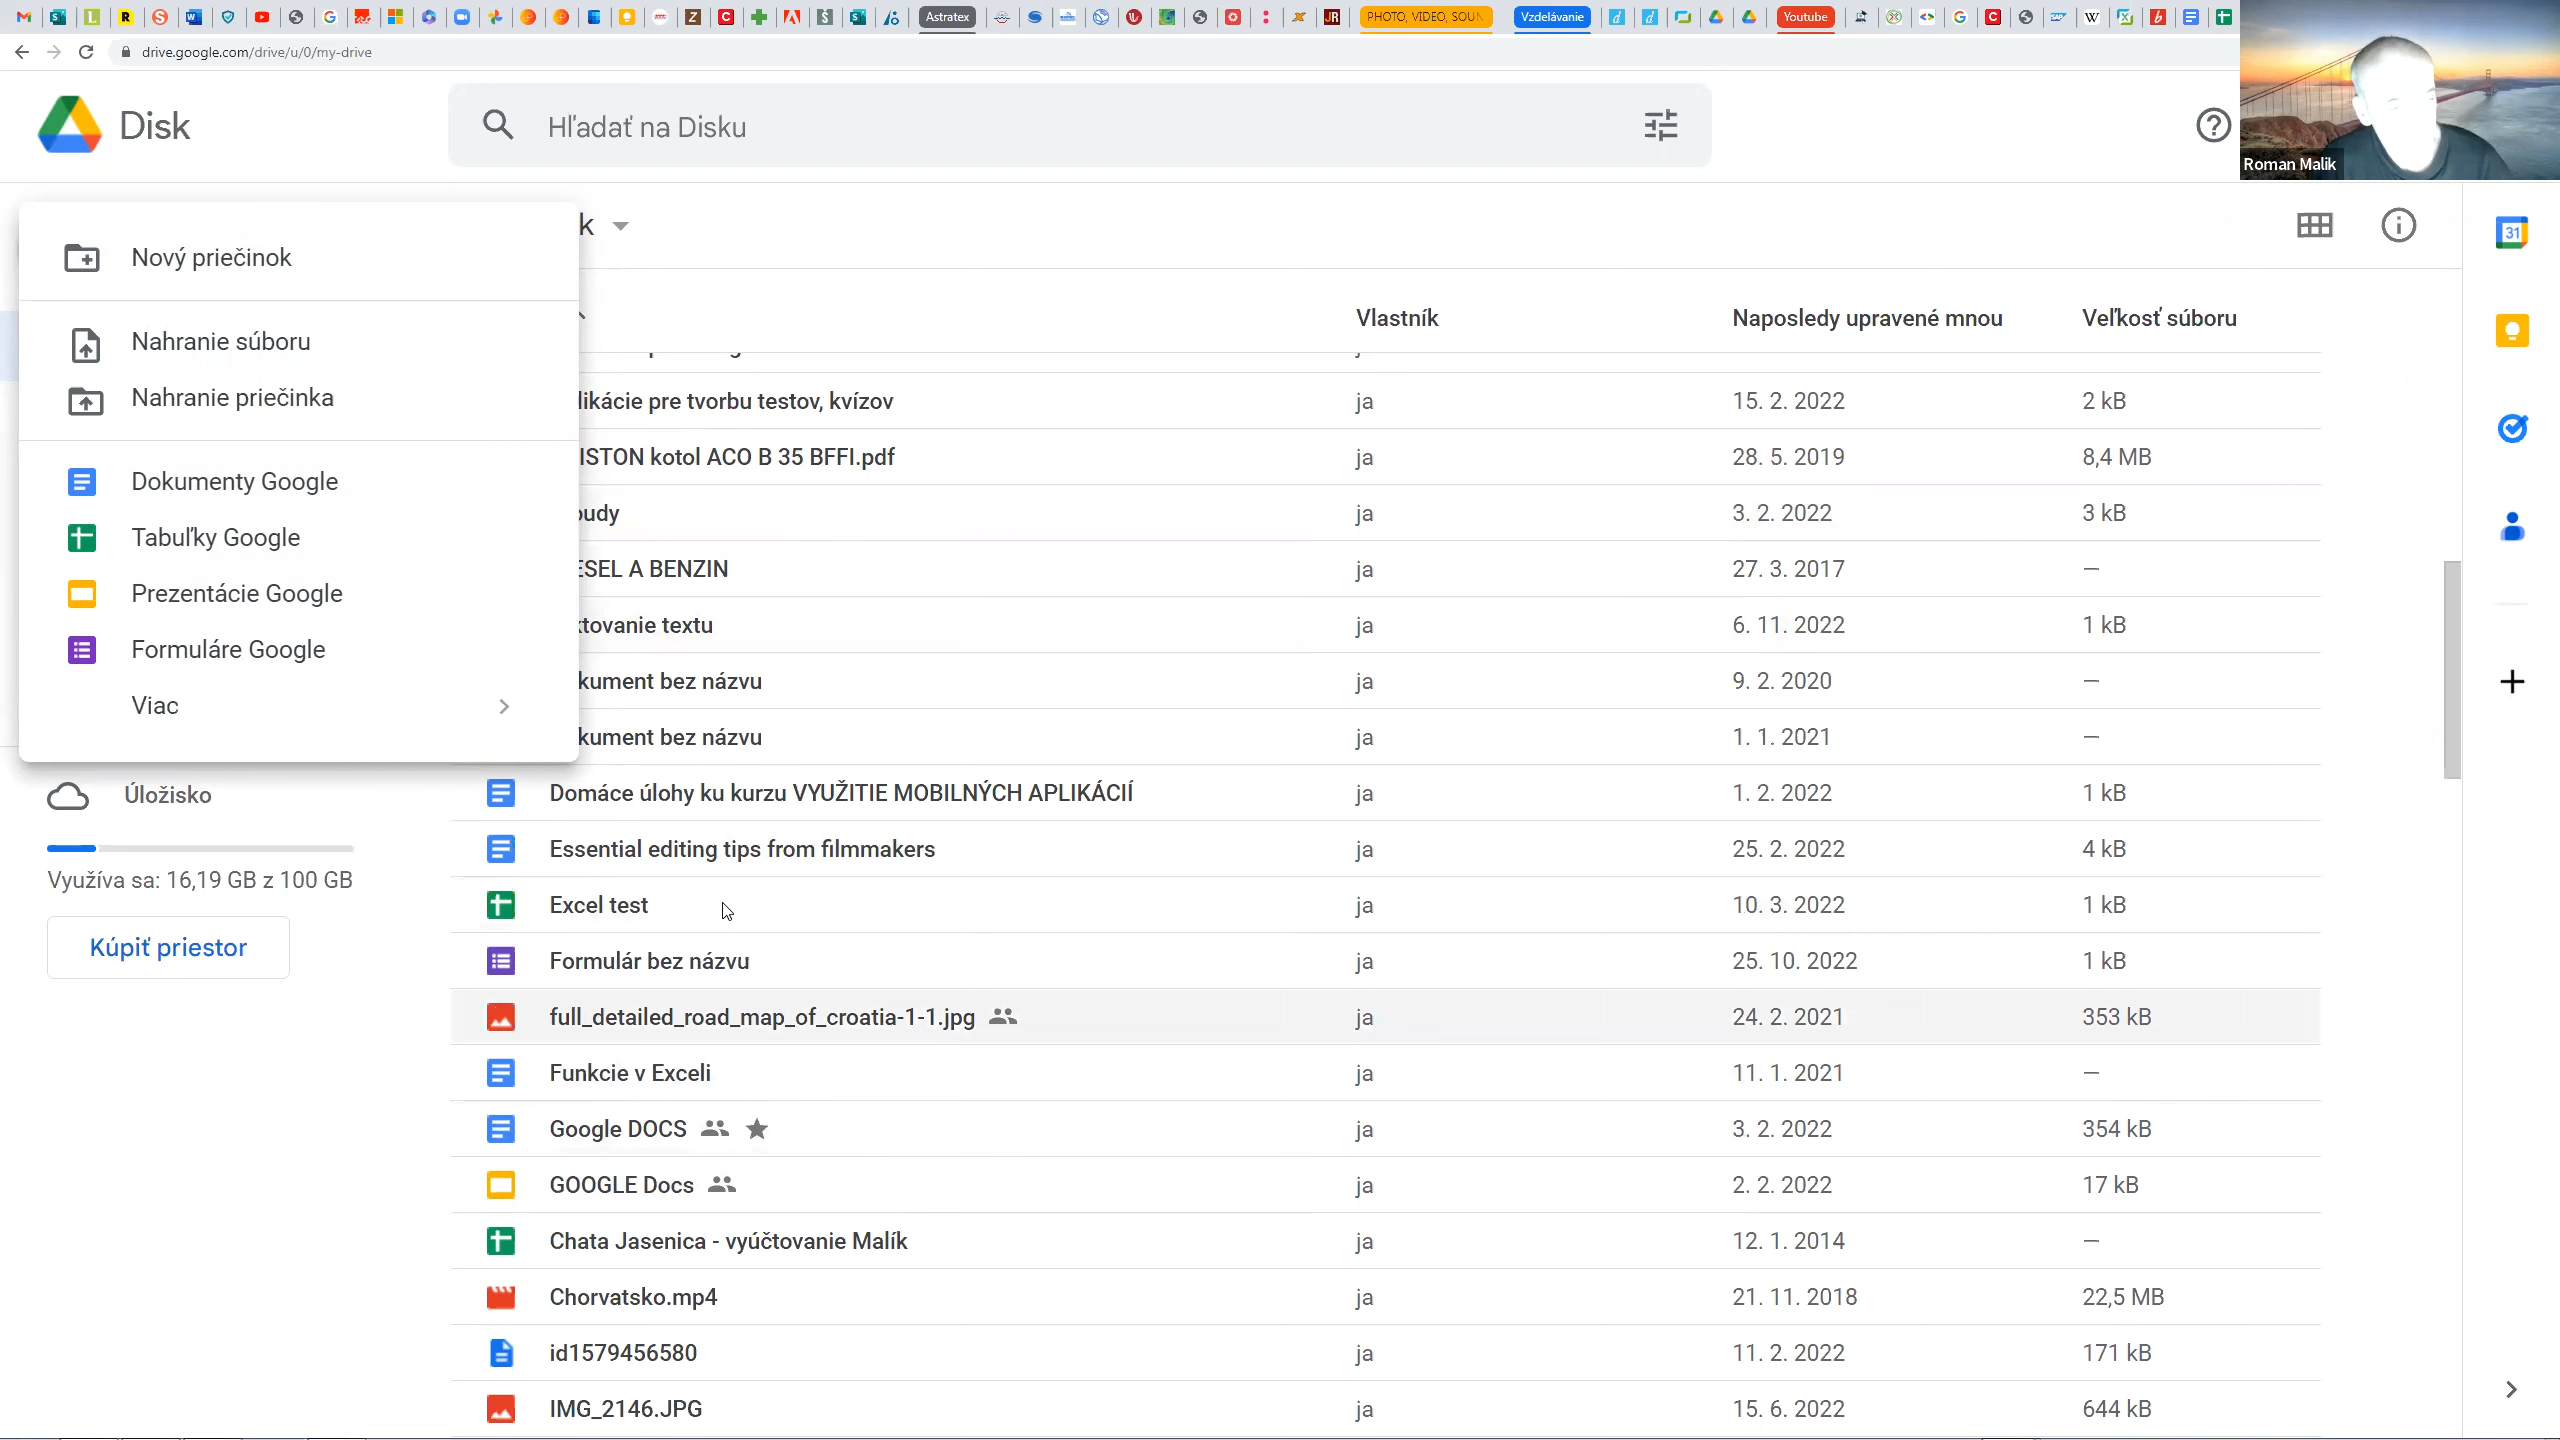 Astratex
PHOTO, VIDEO, SOUN
Vzdelávanie
Youtube
drive.google.com/drive/u/0/my-drive
Disk
Hľadať na Disku
Roman Malik
Nový priečinok
Nahranie súboru
Nahranie priečinka
Dokumenty Google
Tabuľky Google
Prezentácie Google
Formuláre Google
Viac
Úložisko
Využíva sa: 16,19 GB z 100 GB
Kúpiť priestor
k
Vlastník Naposledy upravené mnou Veľkosť súboru
likácie pre tvorbu testov, kvízov ja 15. 2. 2022 2 kB
ISTON kotol ACO B 35 BFFI.pdf ja 28. 5. 2019 8,4 MB
oudy ja 3. 2. 2022 3 kB
ESEL A BENZIN ja 27. 3. 2017 —
ktovanie textu ja 6. 11. 2022 1 kB
kument bez názvu ja 9. 2. 2020 —
kument bez názvu ja 1. 1. 2021 —
Domáce úlohy ku kurzu VYUŽITIE MOBILNÝCH APLIKÁCIÍ ja 1. 2. 2022 1 kB
Essential editing tips from filmmakers ja 25. 2. 2022 4 kB
Excel test ja 10. 3. 2022 1 kB
Formulár bez názvu ja 25. 10. 2022 1 kB
full_detailed_road_map_of_croatia-1-1.jpg ja 24. 2. 2021 353 kB
Funkcie v Exceli ja 11. 1. 2021 —
Google DOCS ja 3. 2. 2022 354 kB
GOOGLE Docs ja 2. 2. 2022 17 kB
Chata Jasenica - vyúčtovanie Malík ja 12. 1. 2014 —
Chorvatsko.mp4 ja 21. 11. 2018 22,5 MB
id1579456580 ja 11. 2. 2022 171 kB
IMG_2146.JPG ja 15. 6. 2022 644 kB